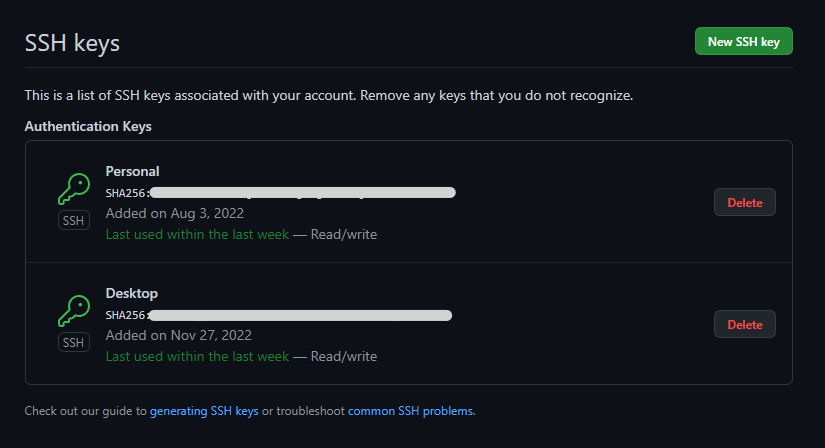 SSH keys
New SSH key
This is a list of SSH keys associated with your account. Remove any keys that you do not recognize.
Authentication Keys
Personal
SHA256:
Added on Aug 3, 2022
Last used within the last week — Read/write
SSH
Delete
Desktop
SHA256:
Added on Nov 27, 2022
Last used within the last week — Read/write
SSH
Delete
Check out our guide to generating SSH keys or troubleshoot common SSH problems.